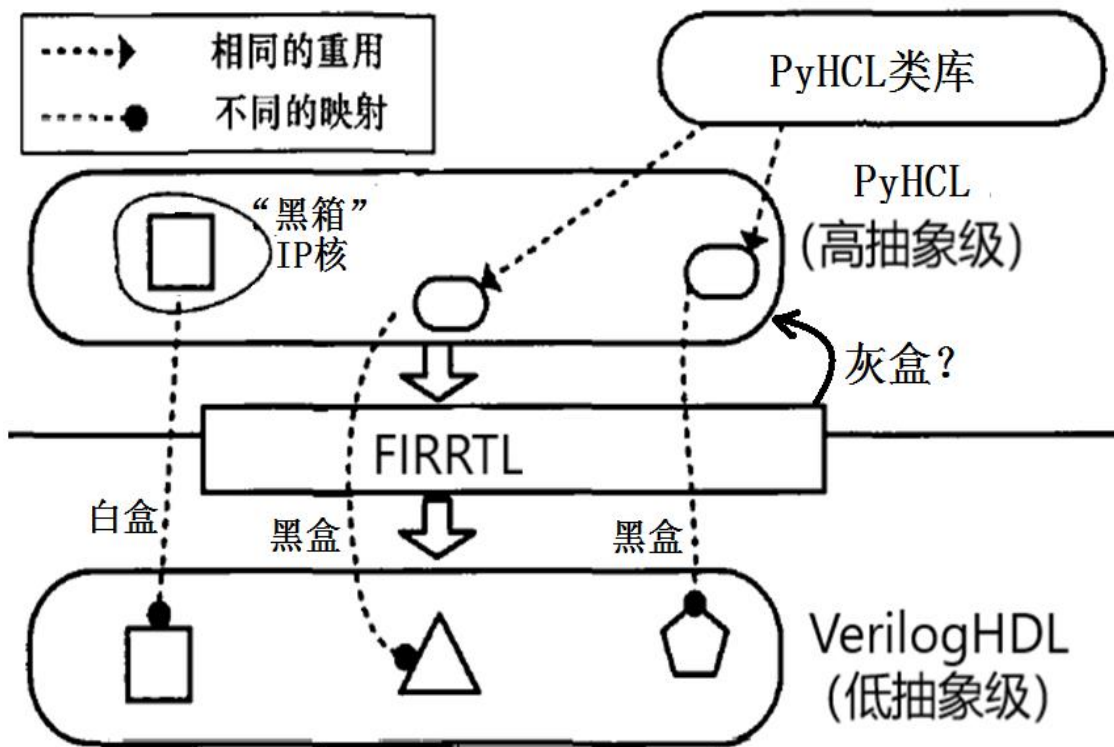 相同的重用
不同的映射
PyHCL类库
PyHCL
(高抽象级)
“黑箱”
IP核
灰盒?
FIRRTL
白盒
黑盒
黑盒
VerilogHDL
(低抽象级)